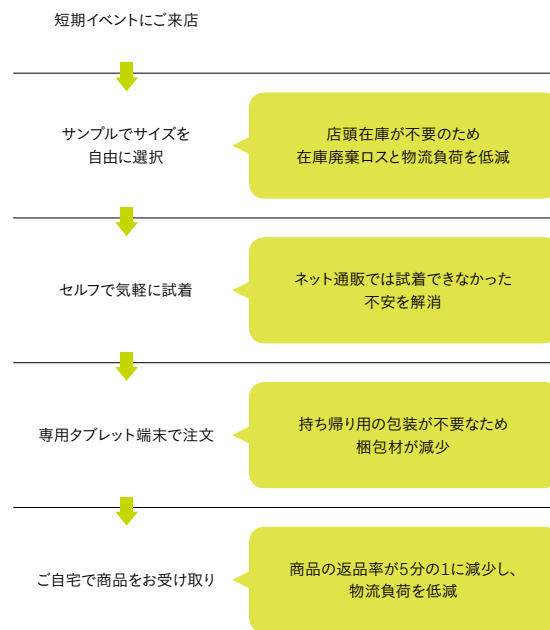 短期イベントにご来店
サンプルでサイズを
自由に選択
店頭在庫が不要のため
在庫廃棄ロスと物流負荷を低減
セルフで気軽に試着
ネット通販では試着できなかった
不安を解消
専用タブレット端末で注文
持ち帰り用の包装が不要なため
梱包材が減少
ご自宅で商品をお受け取り
商品の返品率が5分の1に減少し、
物流負荷を低減